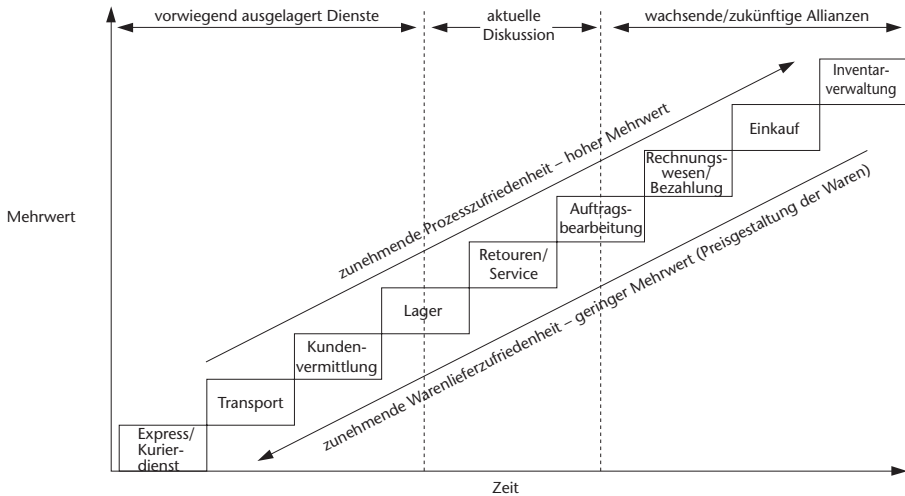 vorwiegend ausgelagert Dienste
aktuelle
Diskussion
wachsende/zukünftige Allianzen
Inventar-
verwaltung
Einkauf
Rechnungs-
wesen/
Bezahlung
Auftrags-
bearbeitung
Retouren/
Service
Lager
Kunden-
vermittlung
Transport
Express/
Kurier-
dienst
zunehmende Prozesszufriedenheit – hoher Mehrwert
zunehmende Warenlieferzufriedenheit – geringer Mehrwert (Preisgestaltung der Waren)
Mehrwert
Zeit